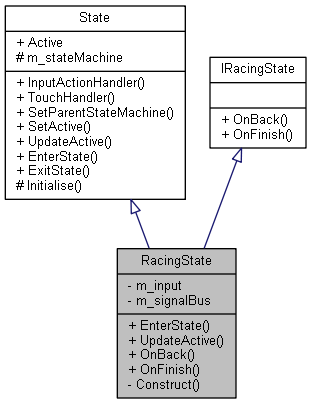 State
+ Active
# m_stateMachine
+ InputActionHandler()
+ TouchHandler()
+ SetParentStateMachine()
+ SetActive()
+ UpdateActive()
+ EnterState()
+ ExitState()
# Initialise()
IRacingState
+ OnBack()
+ OnFinish()
RacingState
- m_input
- m_signalBus
+ EnterState()
+ UpdateActive()
+ OnBack()
+ OnFinish()
- Construct()